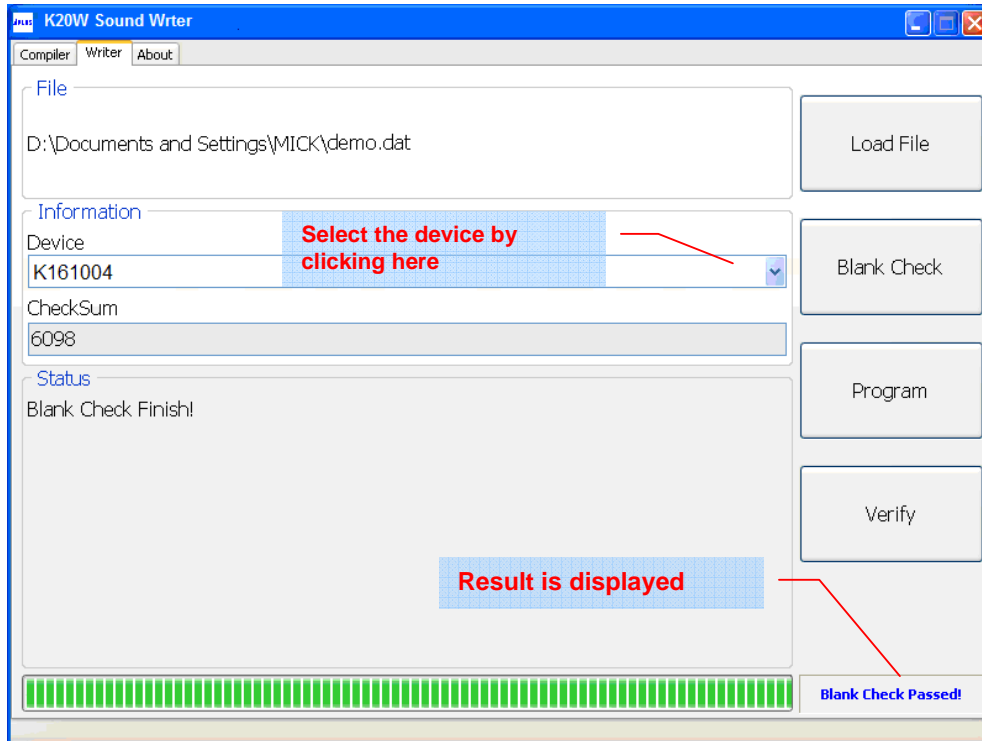 APLUS K20W Sound Wrter
Compiler Writer About
File
D:\Documents and Settings\MICK\demo.dat
Load File
Information
Device
Select the device by
clicking here
K161004
Blank Check
CheckSum
6098
Status
Blank Check Finish!
Program
Verify
Result is displayed
Blank Check Passed!